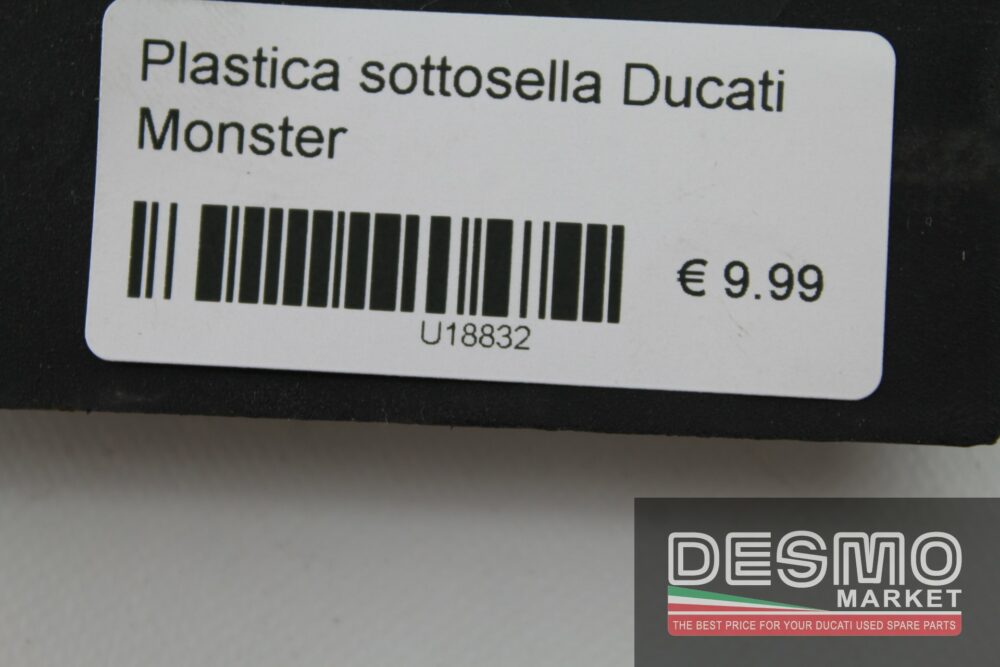 Plastica sottosella Ducati
Monster
€ 9.99
U18832
DESMO
MARKET
THE BEST PRICE FOR YOUR DUCATI USED SPARE PARTS